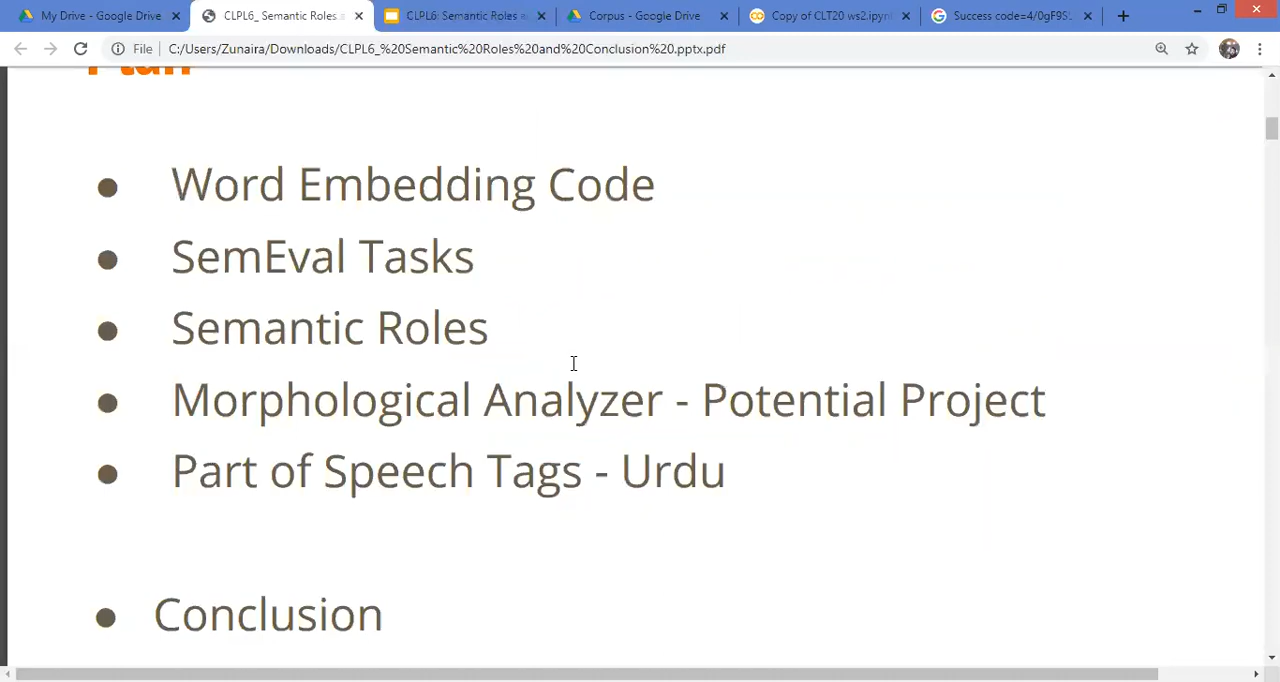 My Drive - Google Drive
CLPL6_ Semantic Roles a
CLPL6: Semantic Roles a
Corpus - Google Drive
Copy of CLT20 ws2.ipyn
Success code=4/0gF9S
File
C:/Users/Zunaira/Downloads/CLPL6_%20Semantic%20Roles%20and%20Conclusion%20.pptx.pdf
Plan
● Word Embedding Code
● SemEval Tasks
● Semantic Roles
● Morphological Analyzer - Potential Project
● Part of Speech Tags - Urdu
● Conclusion